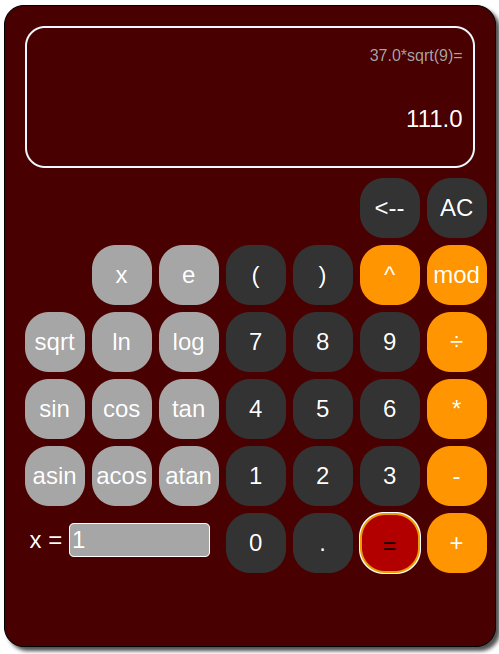 37.0*sqrt(9)=
111.0
<-- AC
x e ( ) ^ mod
sqrt ln log 7 8 9 ÷
sin cos tan 4 5 6 *
asin acos atan 1 2 3 -
x = 1 0 . = +